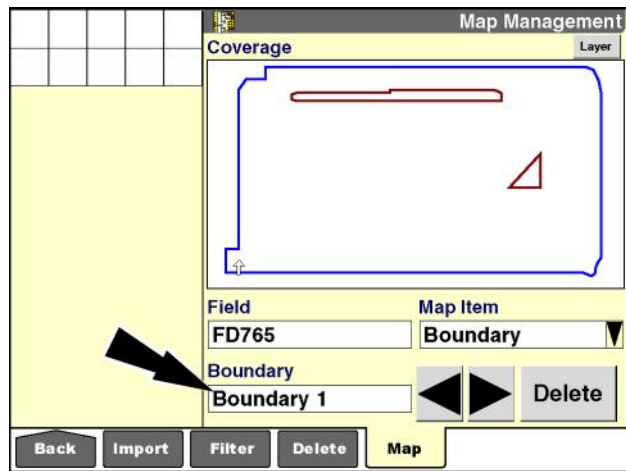 Map Management
Coverage
Layer
Field
Map Item
FD765
Boundary
Boundary
Boundary 1
Delete
Back
Import
Filter
Delete
Map